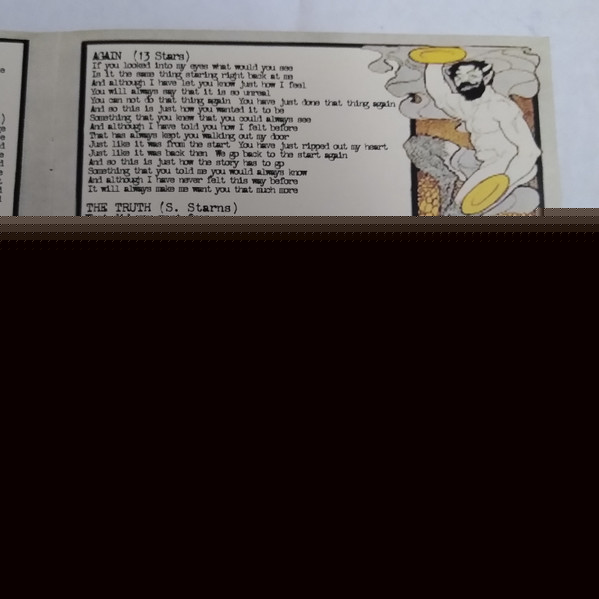 AGAIN (13 Stars)
If you looked into my eyes what would you see
Is it the same thing staring right back at me
And although I have let you know just how I feel
You will always say that it is so unreal
You can not do that thing again You have just done that thing again
And so this is just how you wanted it to be
Something that you knew that you could always see
And although I have told you how I felt before
That has always kept you walking out my door
Just like it was from the start You have just ripped out my heart
Just like it was back then We go back to the start again
And so this is just how the story has to go
Something that you told me you would always know
And although I have never felt this way before
It will always make me want you that much more
THE TRUTH (S. Starns)